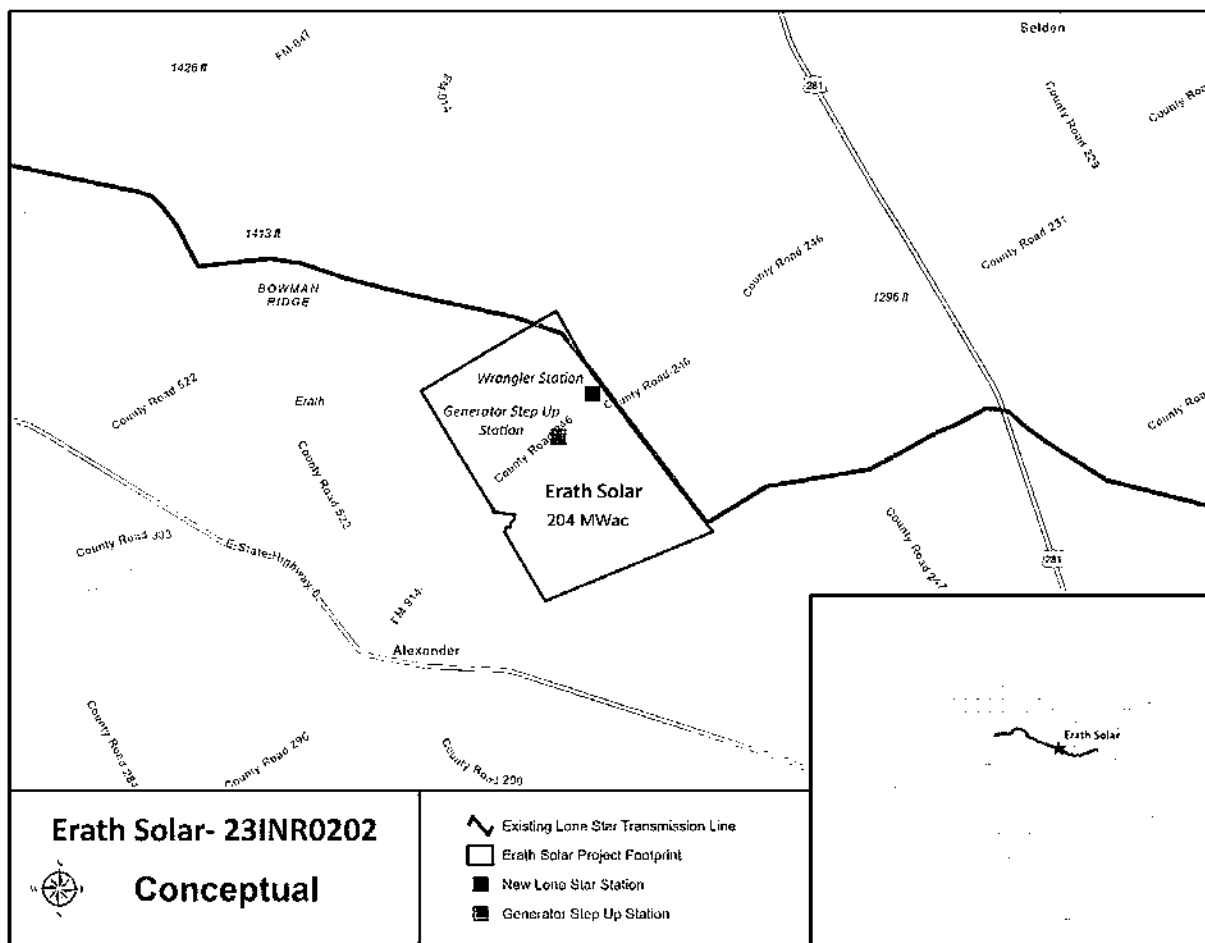 Selden
FM-847
1426 ft
281
County Road 229
1413 ft
County Road 246
County Road 231
BOWMAN
RIDGE
1296 ft
Wrangler Station
County Road 246
County Road 522
Erath
Generator Step Up
Station
County Road 246
County Road 523
Erath Solar
204 MWac
County Road 303
E State Highway 6
County Road 247
281
FM 914
Alexander
Erath Solar
County Road 296
Erath Solar- 23INR0202
Conceptual
Existing Lone Star Transmission Line
Erath Solar Project Footprint
New Lone Star Station
Generator Step Up Station